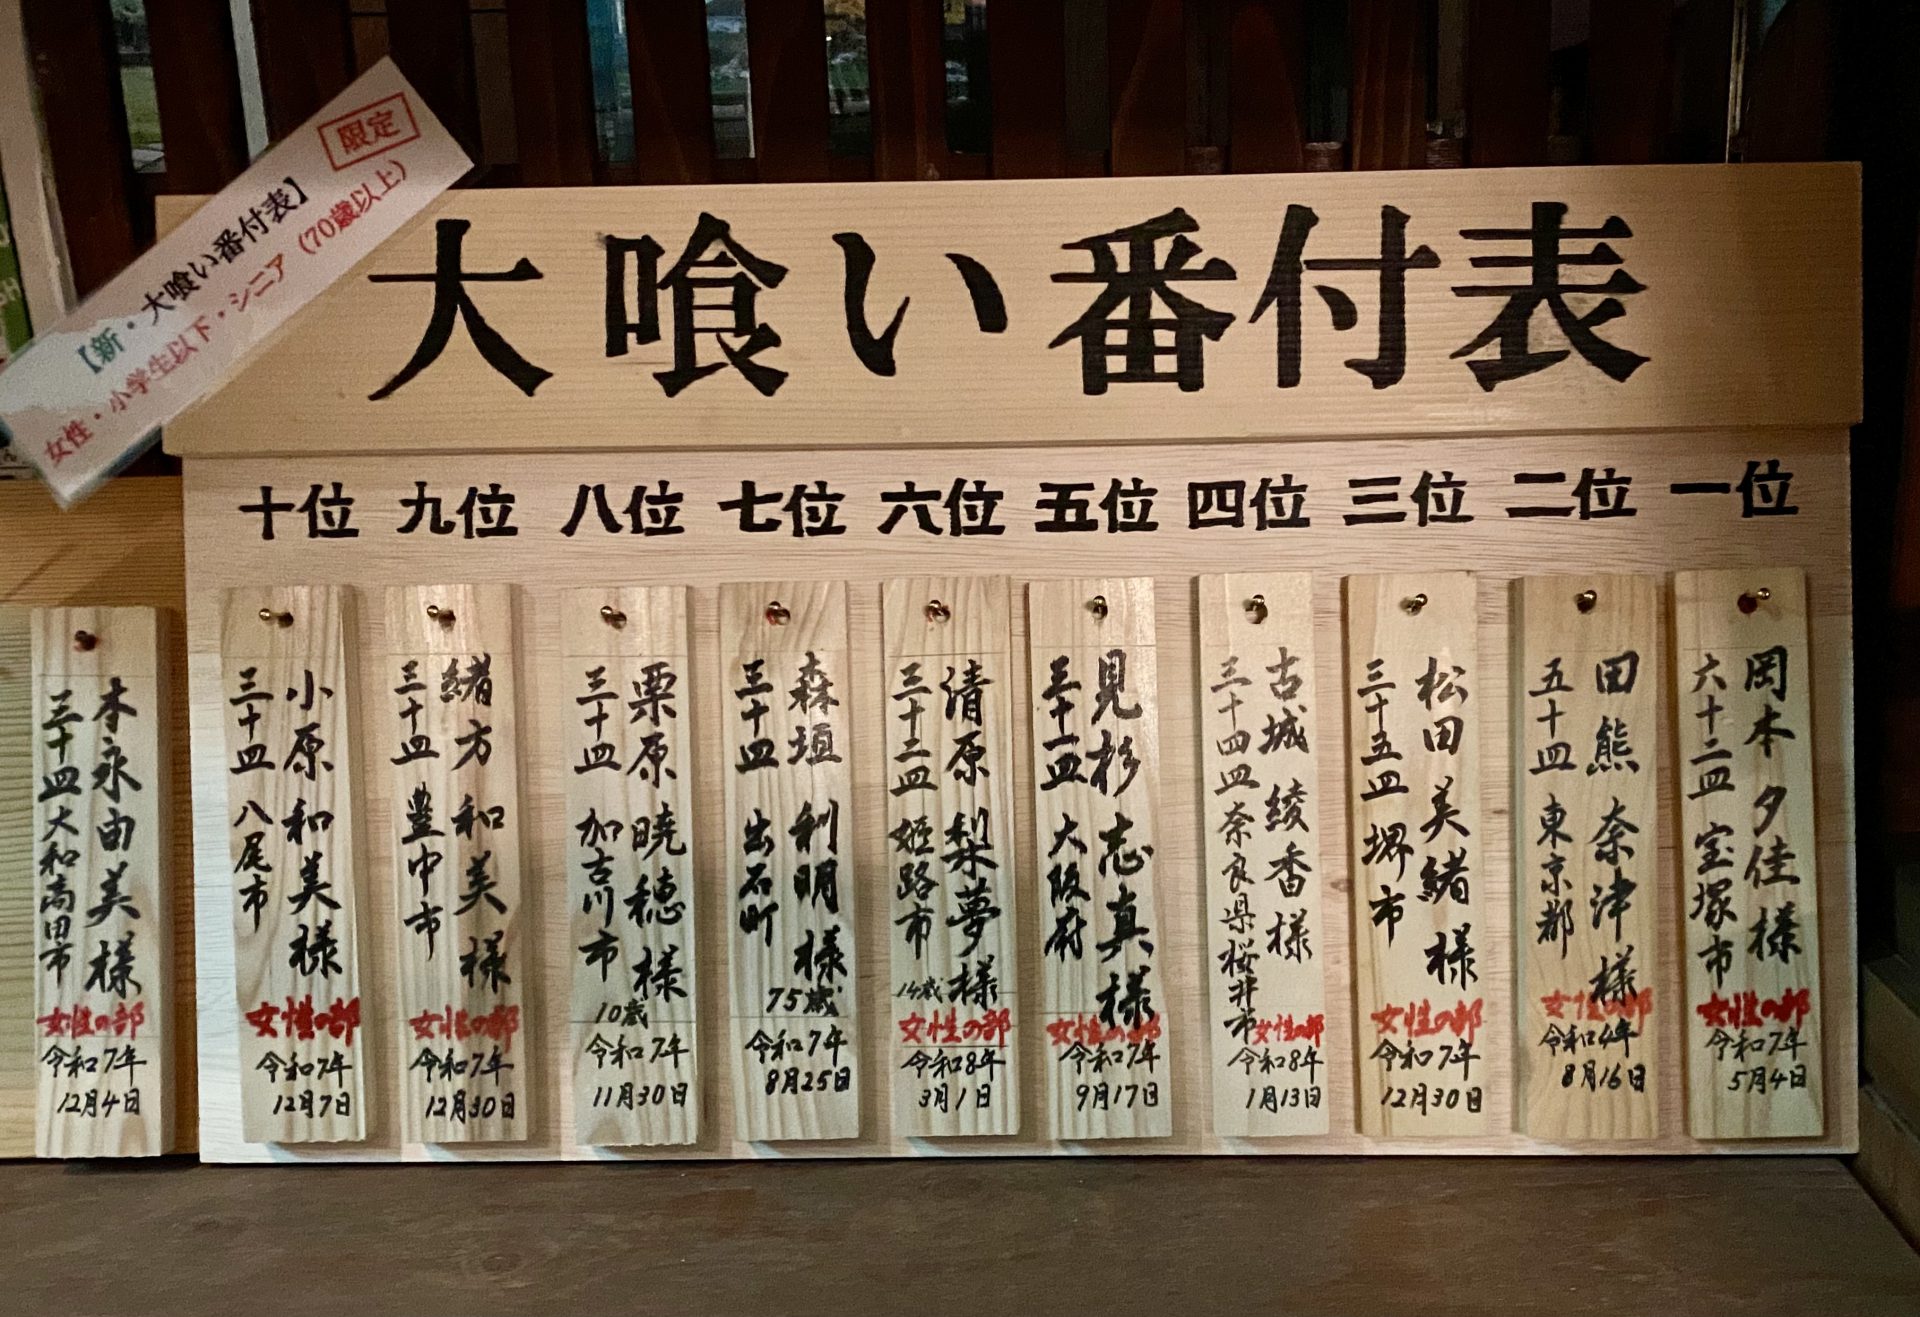 限定
【新・大喰い番付表】
女性・小学生以下・シニア（70歳以上）
大喰い番付表
一位
岡本夕佳様
六十二皿 宝塚市
女性の部
令和7年
5月4日
二位
田熊奈津様
五十皿 東京都
女性の部
令和4年
8月16日
三位
松田美緒様
三十五皿 堺市
女性の部
令和7年
12月30日
四位
古城綾香様
三十四皿 奈良県桜井市
女性の部
令和8年
1月13日
五位
見杉志真様
三十一皿 大阪府
女性の部
令和7年
9月17日
六位
清原梨夢様
三十二皿 姫路市
14歳
女性の部
令和8年
3月1日
七位
森垣利明様
三十皿 出石町
75歳
令和7年
8月25日
八位
栗原暁穂様
三十皿 加古川市
10歳
令和7年
11月30日
九位
緒方和美様
三十皿 豊中市
女性の部
令和7年
12月30日
十位
小原和美様
三十皿 八尾市
女性の部
令和7年
12月7日
本永由美様
三十皿 大和高田市
女性の部
令和7年
12月4日